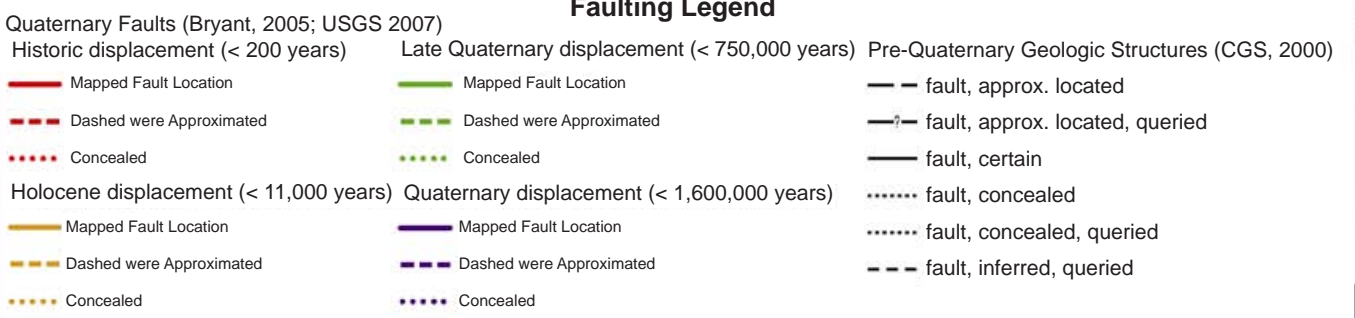 Faulting Legend
Quaternary Faults (Bryant, 2005; USGS 2007)
Historic displacement (< 200 years)
Mapped Fault Location
Dashed were Approximated
Concealed
Holocene displacement (< 11,000 years)
Mapped Fault Location
Dashed were Approximated
Concealed
Late Quaternary displacement (< 750,000 years)
Mapped Fault Location
Dashed were Approximated
Concealed
Quaternary displacement (< 1,600,000 years)
Mapped Fault Location
Dashed were Approximated
Concealed
Pre-Quaternary Geologic Structures (CGS, 2000)
fault, approx. located
? fault, approx. located, queried
fault, certain
fault, concealed
fault, concealed, queried
fault, inferred, queried